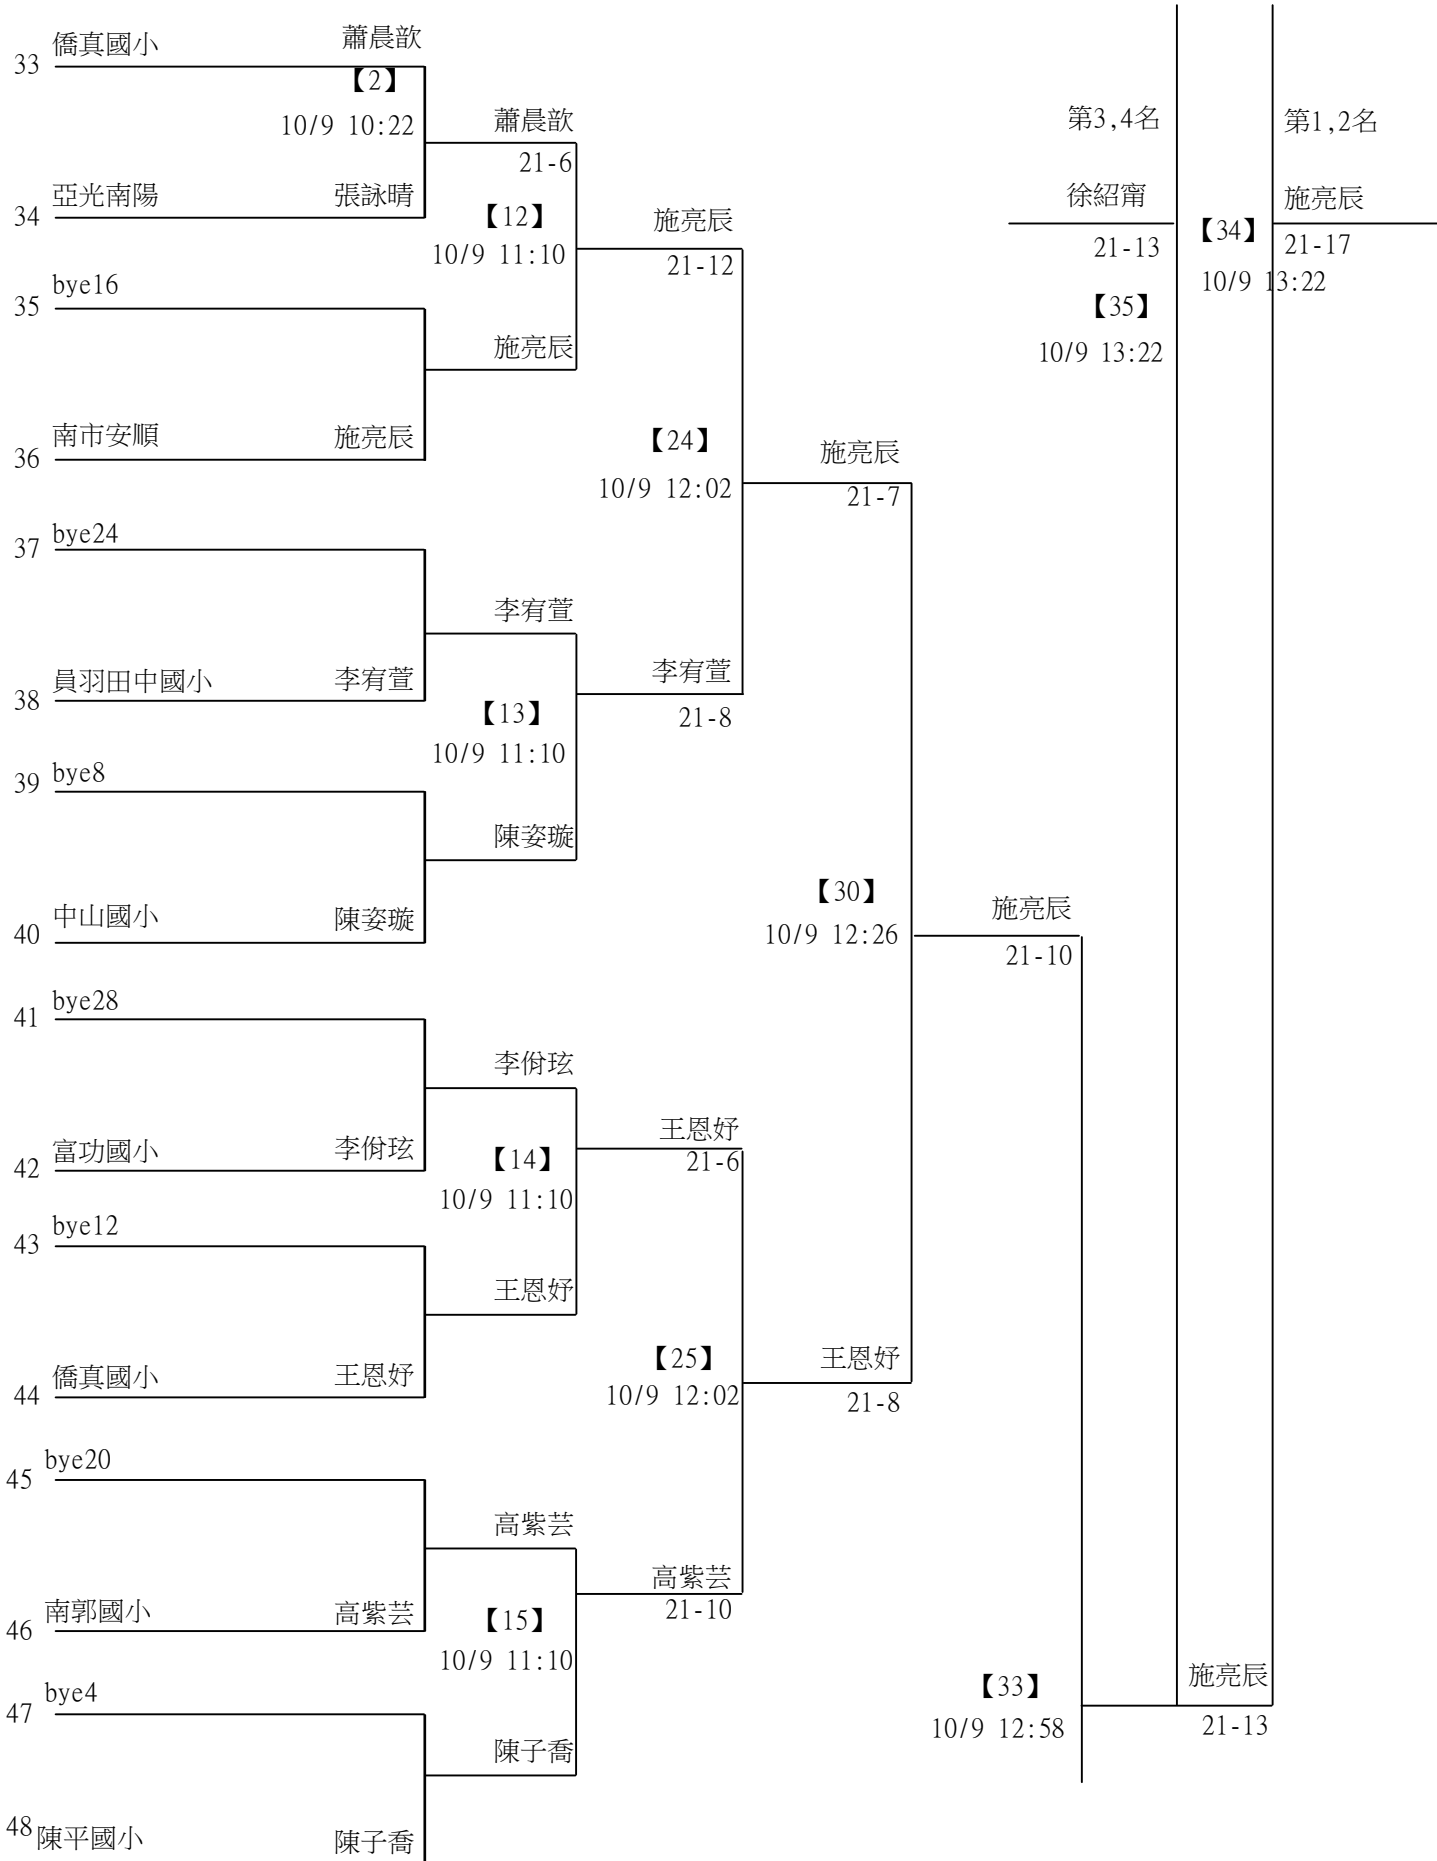 33 僑真國小 蕭晨歆
【2】
10/9 10:22
蕭晨歆
21-6
34 亞光南陽 張詠晴
【12】
10/9 11:10
施亮辰
21-12
35 bye16
施亮辰
36 南市安順 施亮辰
【24】
10/9 12:02
施亮辰
21-7
37 bye24
李宥萱
38 員羽田中國小 李宥萱
【13】
10/9 11:10
李宥萱
21-8
39 bye8
陳姿璇
40 中山國小 陳姿璇
【30】
10/9 12:26
施亮辰
21-10
41 bye28
李佾玹
42 富功國小 李佾玹
【14】
10/9 11:10
王恩妤
21-6
43 bye12
王恩妤
44 僑真國小 王恩妤
【25】
10/9 12:02
王恩妤
21-8
45 bye20
高紫芸
46 南郭國小 高紫芸
【15】
10/9 11:10
高紫芸
21-10
47 bye4
陳子喬
48 陳平國小 陳子喬
【33】
10/9 12:58
施亮辰
21-13
第3,4名
徐紹甯
21-13
【35】
10/9 13:22
第1,2名
施亮辰
【34】
21-17
10/9 13:22